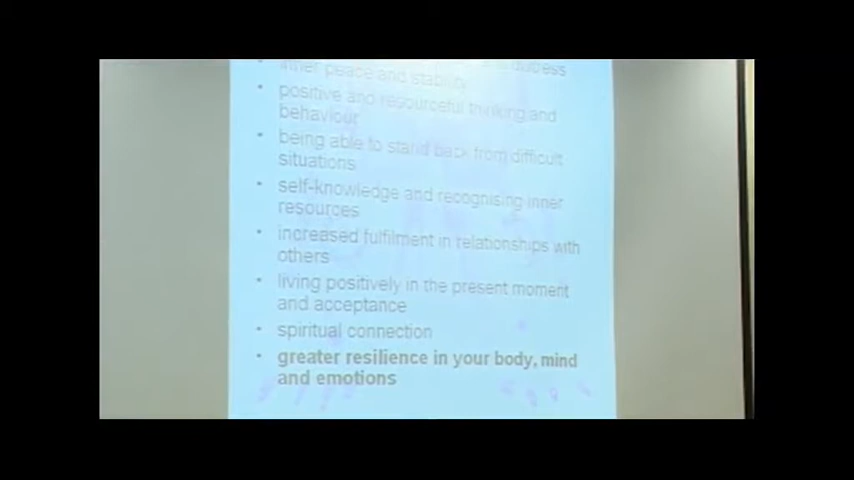 inner peace and stability
• positive and resourceful thinking and
behaviour
• being able to stand back from difficult
situations
• self-knowledge and recognising inner
resources
• increased fulfilment in relationships with
others
• living positively in the present moment
and acceptance
• spiritual connection
• greater resilience in your body, mind
and emotions